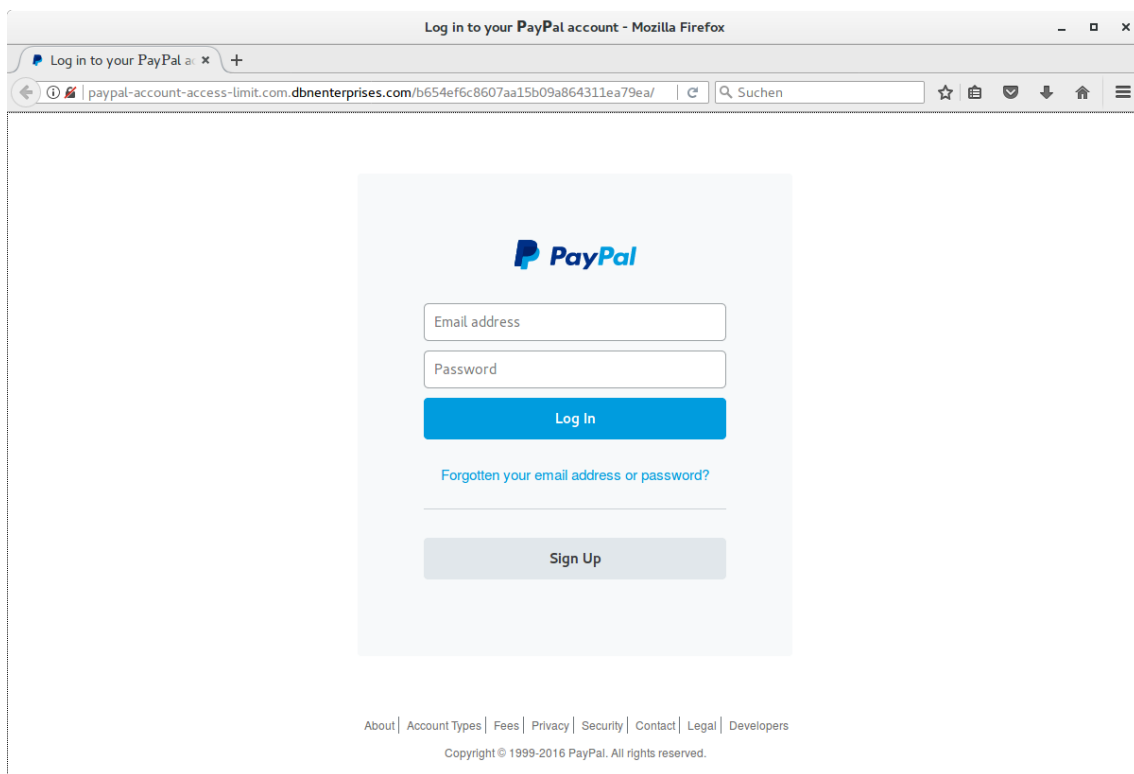 Log in to your PayPal account - Mozilla Firefox
Log in to your PayPal ac
paypal-account-access-limit.com.dbnenterprises.com/b654ef6c8607aa15b09a864311ea79ea/
Suchen
PayPal
Email address
Password
Log In
Forgotten your email address or password?
Sign Up
About | Account Types | Fees | Privacy | Security | Contact | Legal | Developers
Copyright © 1999-2016 PayPal. All rights reserved.